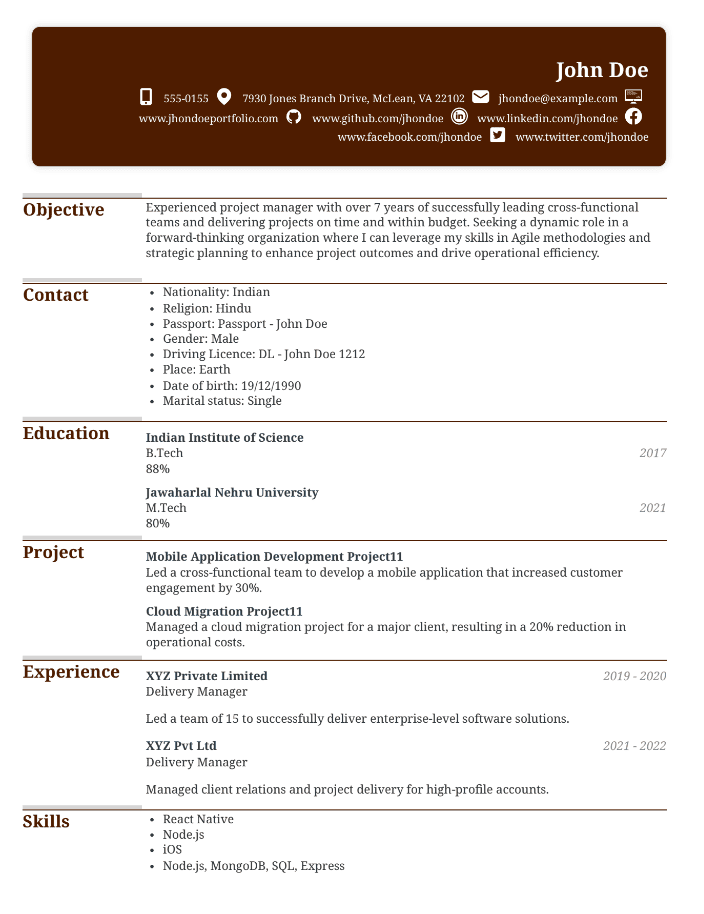 John Doe
555-0155 7930 Jones Branch Drive, McLean, VA 22102 jhondoe@example.com
www.jhondoeportfolio.com www.github.com/jhondoe www.linkedin.com/jhondoe
www.facebook.com/jhondoe www.twitter.com/jhondoe
Objective
Experienced project manager with over 7 years of successfully leading cross-functional
teams and delivering projects on time and within budget. Seeking a dynamic role in a
forward-thinking organization where I can leverage my skills in Agile methodologies and
strategic planning to enhance project outcomes and drive operational efficiency.
Contact
• Nationality: Indian
• Religion: Hindu
• Passport: Passport - John Doe
• Gender: Male
• Driving Licence: DL - John Doe 1212
• Place: Earth
• Date of birth: 19/12/1990
• Marital status: Single
Education
Indian Institute of Science
B.Tech 2017
88%
Jawaharlal Nehru University
M.Tech 2021
80%
Project
Mobile Application Development Project11
Led a cross-functional team to develop a mobile application that increased customer
engagement by 30%.
Cloud Migration Project11
Managed a cloud migration project for a major client, resulting in a 20% reduction in
operational costs.
Experience
XYZ Private Limited 2019 - 2020
Delivery Manager
Led a team of 15 to successfully deliver enterprise-level software solutions.
XYZ Pvt Ltd 2021 - 2022
Delivery Manager
Managed client relations and project delivery for high-profile accounts.
Skills
• React Native
• Node.js
• iOS
• Node.js, MongoDB, SQL, Express